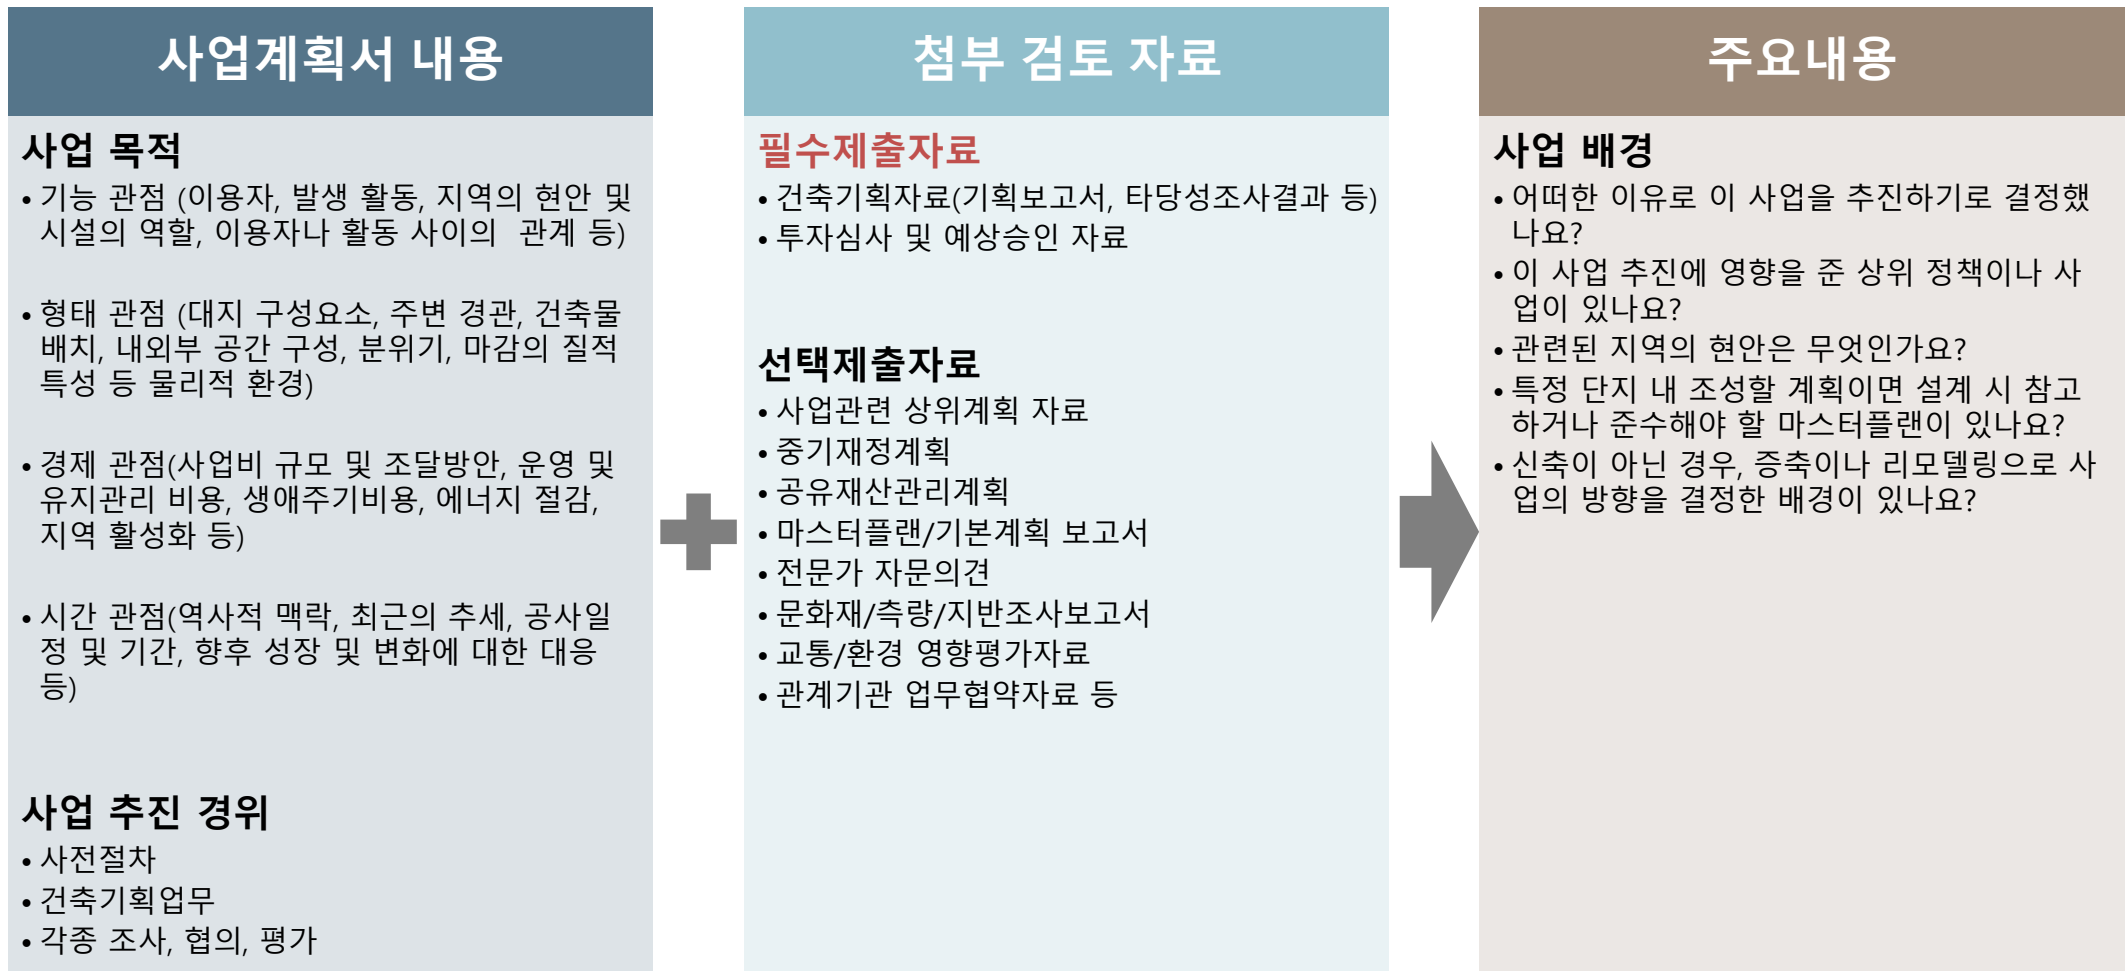 사업계획서 내용
사업 목적
• 기능 관점 (이용자, 발생 활동, 지역의 현안 및
시설의 역할, 이용자나 활동 사이의  관계 등)
• 형태 관점 (대지 구성요소, 주변 경관, 건축물
배치, 내외부 공간 구성, 분위기, 마감의 질적
특성 등 물리적 환경)
• 경제 관점(사업비 규모 및 조달방안, 운영 및
유지관리 비용, 생애주기비용, 에너지 절감,
지역 활성화 등)
• 시간 관점(역사적 맥락, 최근의 추세, 공사일
정 및 기간, 향후 성장 및 변화에 대한 대응
등)
사업 추진 경위
• 사전절차
• 건축기획업무
• 각종 조사, 협의, 평가
첨부 검토 자료
필수제출자료
• 건축기획자료(기획보고서, 타당성조사결과 등)
• 투자심사 및 예상승인 자료
선택제출자료
• 사업관련 상위계획 자료
• 중기재정계획
• 공유재산관리계획
• 마스터플랜/기본계획 보고서
• 전문가 자문의견
• 문화재/측량/지반조사보고서
• 교통/환경 영향평가자료
• 관계기관 업무협약자료 등
주요내용
사업 배경
• 어떠한 이유로 이 사업을 추진하기로 결정했
나요?
• 이 사업 추진에 영향을 준 상위 정책이나 사
업이 있나요?
• 관련된 지역의 현안은 무엇인가요?
• 특정 단지 내 조성할 계획이면 설계 시 참고
하거나 준수해야 할 마스터플랜이 있나요?
• 신축이 아닌 경우, 증축이나 리모델링으로 사
업의 방향을 결정한 배경이 있나요?